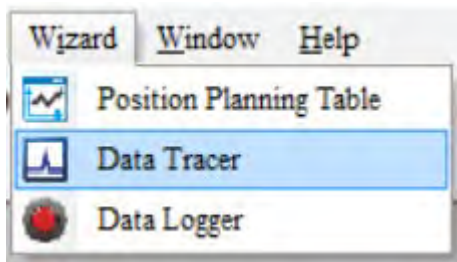 Wizard Window Help
Position Planning Table
Data Tracer
Data Logger